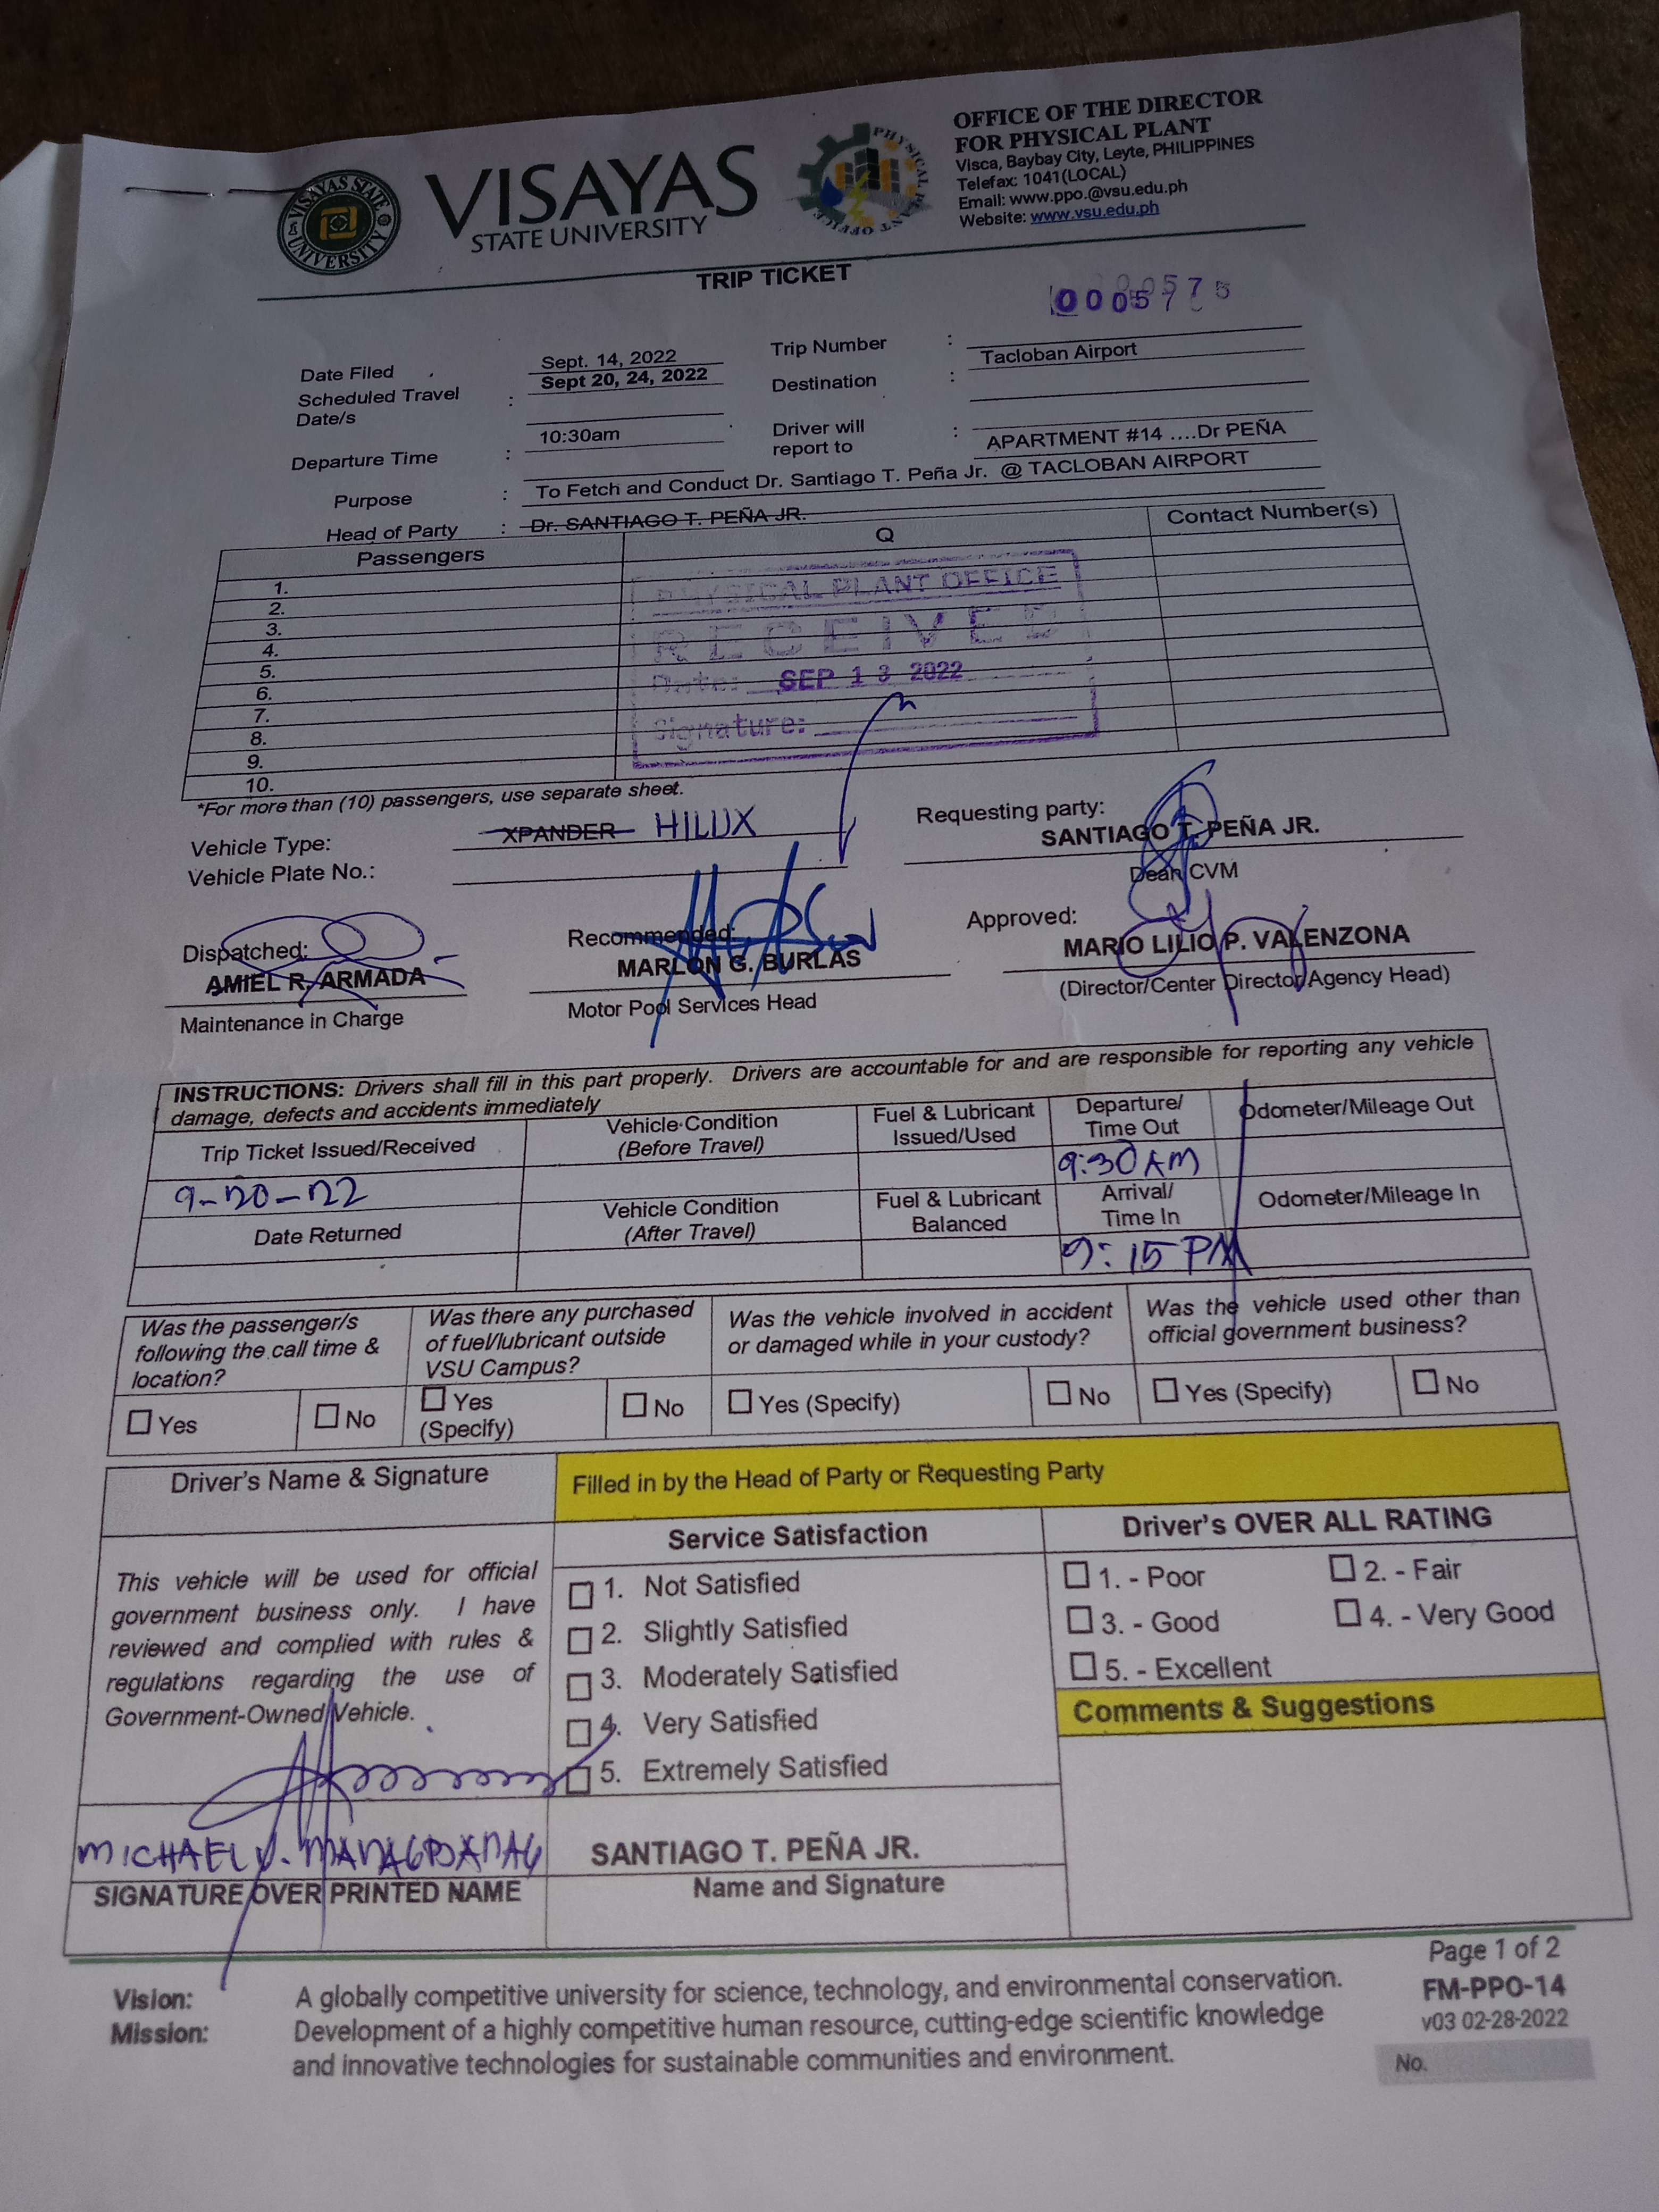 VISAYAS STATE UNIVERSITY
VISAYAS
STATE UNIVERSITY
PHYSICAL PLANT OFFICE
OFFICE OF THE DIRECTOR
FOR PHYSICAL PLANT
Visca, Baybay City, Leyte, PHILIPPINES
Telefax: 1041(LOCAL)
Email: www.ppo.@vsu.edu.ph
Website: www.vsu.edu.ph
TRIP TICKET
Date Filed Sept. 14, 2022
Scheduled Travel Date/s : Sept 20, 24, 2022
Departure Time : 10:30am
Trip Number :
Destination : Tacloban Airport
Driver will report to : APARTMENT #14 ....Dr PEÑA
Purpose : To Fetch and Conduct Dr. Santiago T. Peña Jr. @ TACLOBAN AIRPORT
Head of Party : Dr. SANTIAGO T. PEÑA JR.
Passengers Q Contact Number(s)
1.
2.
3.
4.
5.
6.
7.
8.
9.
10.
PHYSICAL PLANT OFFICE
RECEIVED
Date: SEP 13 2022
Signature:
*For more than (10) passengers, use separate sheet.
Vehicle Type: XPANDER HILUX
Vehicle Plate No.:
Requesting party:
SANTIAGO T. PEÑA JR.
Dean CVM
Dispatched:
AMIEL R. ARMADA
Maintenance in Charge
Recommended:
MARLON G. BURLAS
Motor Pool Services Head
Approved:
MARIO LILIO P. VALENZONA
(Director/Center Director/Agency Head)
INSTRUCTIONS: Drivers shall fill in this part properly. Drivers are accountable for and are responsible for reporting any vehicle
damage, defects and accidents immediately
Trip Ticket Issued/Received
9-20-22
Vehicle Condition
(Before Travel)
Fuel & Lubricant
Issued/Used
Departure/
Time Out
9:30 AM
Odometer/Mileage Out
Date Returned
Vehicle Condition
(After Travel)
Fuel & Lubricant
Balanced
Arrival/
Time In
9:15 PM
Odometer/Mileage In
Was the passenger/s
following the call time &
location?
Yes No
Was there any purchased
of fuel/lubricant outside
VSU Campus?
Yes
(Specify)
No
Was the vehicle involved in accident
or damaged while in your custody?
Yes (Specify) No
Was the vehicle used other than
official government business?
Yes (Specify) No
Driver's Name & Signature
This vehicle will be used for official
government business only. I have
reviewed and complied with rules &
regulations regarding the use of
Government-Owned Vehicle.
MICHAEL
SIGNATURE OVER PRINTED NAME
Filled in by the Head of Party or Requesting Party
Service Satisfaction
1. Not Satisfied
2. Slightly Satisfied
3. Moderately Satisfied
4. Very Satisfied
5. Extremely Satisfied
SANTIAGO T. PEÑA JR.
Name and Signature
Driver's OVER ALL RATING
1. - Poor 2. - Fair
3. - Good 4. - Very Good
5. - Excellent
Comments & Suggestions
Vision: A globally competitive university for science, technology, and environmental conservation.
Mission: Development of a highly competitive human resource, cutting-edge scientific knowledge
and innovative technologies for sustainable communities and environment.
Page 1 of 2
FM-PPO-14
v03 02-28-2022
No.